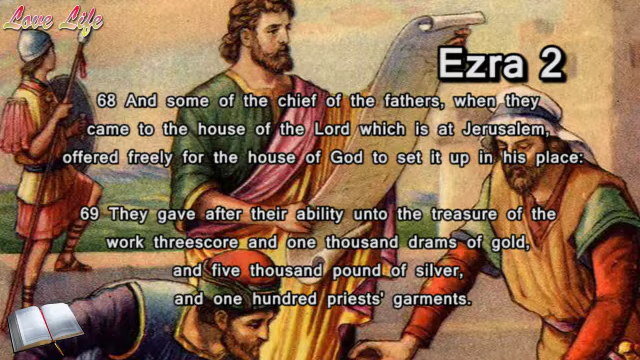 Love Life
Ezra 2
68 And some of the chief of the fathers, when they
came to the house of the Lord which is at Jerusalem,
offered freely for the house of God to set it up in his place:
69 They gave after their ability unto the treasure of the
work threescore and one thousand drams of gold,
and five thousand pound of silver,
and one hundred priests' garments.